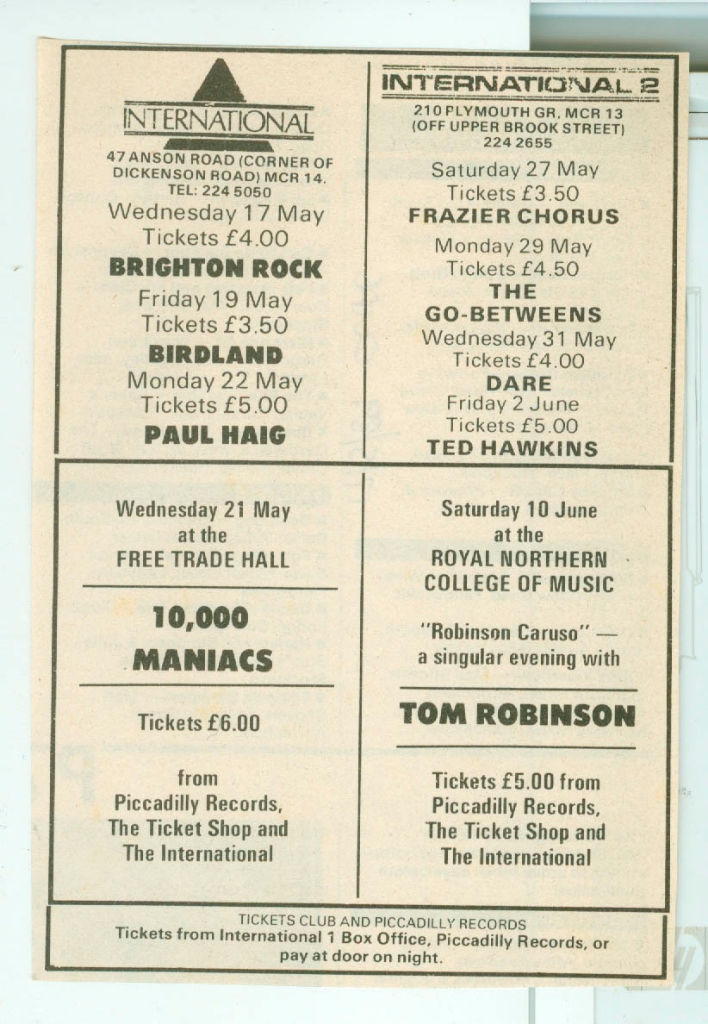 INTERNATIONAL
47 ANSON ROAD (CORNER OF
DICKENSON ROAD) MCR 14.
TEL: 224 5050
Wednesday 17 May
Tickets £4.00
BRIGHTON ROCK
Friday 19 May
Tickets £3.50
BIRDLAND
Monday 22 May
Tickets £5.00
PAUL HAIG
INTERNATIONAL 2
210 PLYMOUTH GR, MCR 13
(OFF UPPER BROOK STREET)
224 2655
Saturday 27 May
Tickets £3.50
FRAZIER CHORUS
Monday 29 May
Tickets £4.50
THE
GO-BETWEENS
Wednesday 31 May
Tickets £4.00
DARE
Friday 2 June
Tickets £5.00
TED HAWKINS
Wednesday 21 May
at the
FREE TRADE HALL
10,000
MANIACS
Tickets £6.00
from
Piccadilly Records,
The Ticket Shop and
The International
Saturday 10 June
at the
ROYAL NORTHERN
COLLEGE OF MUSIC
"Robinson Caruso" —
a singular evening with
TOM ROBINSON
Tickets £5.00 from
Piccadilly Records,
The Ticket Shop and
The International
TICKETS CLUB AND PICCADILLY RECORDS
Tickets from International 1 Box Office, Piccadilly Records, or
pay at door on night.